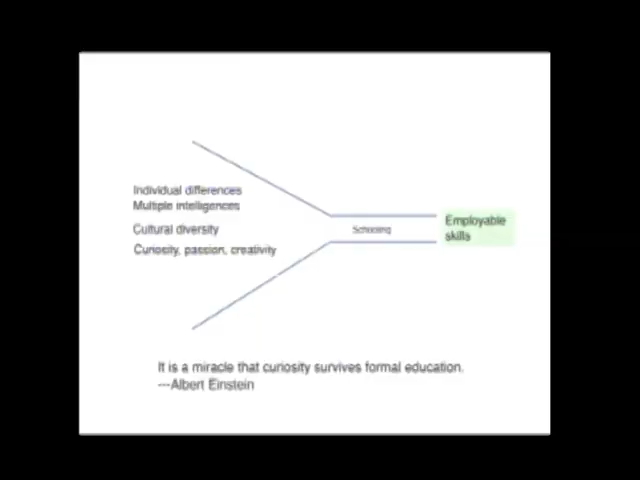 Individual differences
Multiple intelligences
Cultural diversity
Curiosity, passion, creativity
Schooling
Employable
skills
It is a miracle that curiosity survives formal education.
---Albert Einstein